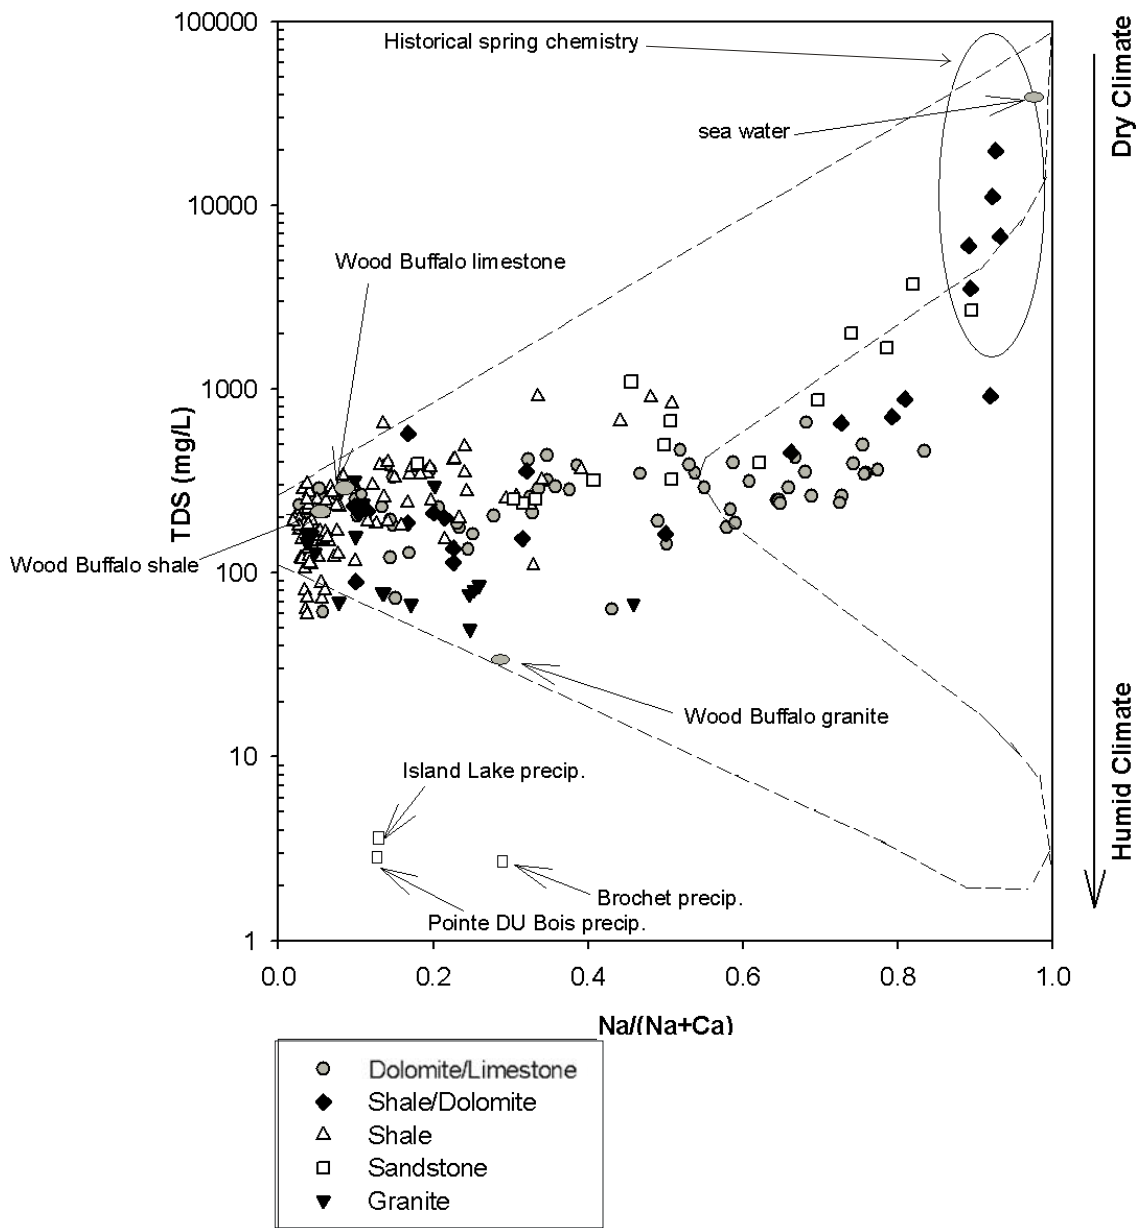 100000
Historical spring chemistry
sea water
Dry Climate
10000
Wood Buffalo limestone
1000
TDS (mg/L)
100
Wood Buffalo shale
Wood Buffalo granite
10
Island Lake precip.
Humid Climate
Brochet precip.
Pointe DU Bois precip.
1
0.0 0.2 0.4 0.6 0.8 1.0
Na/(Na+Ca)
Dolomite/Limestone
Shale/Dolomite
Shale
Sandstone
Granite